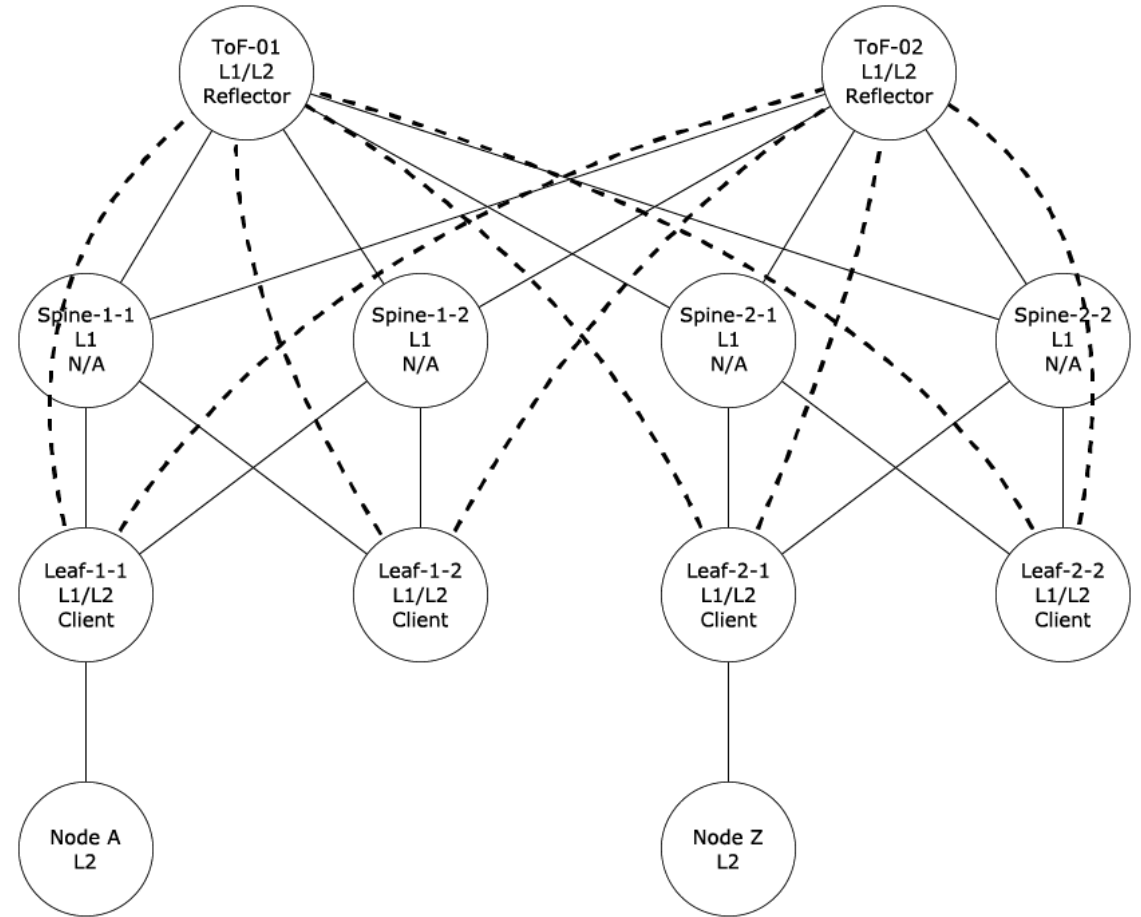 ToF-01
L1/L2
Reflector
ToF-02
L1/L2
Reflector
Spine-1-1
L1
N/A
Spine-1-2
L1
N/A
Spine-2-1
L1
N/A
Spine-2-2
L1
N/A
Leaf-1-1
L1/L2
Client
Leaf-1-2
L1/L2
Client
Leaf-2-1
L1/L2
Client
Leaf-2-2
L1/L2
Client
Node A
L2
Node Z
L2